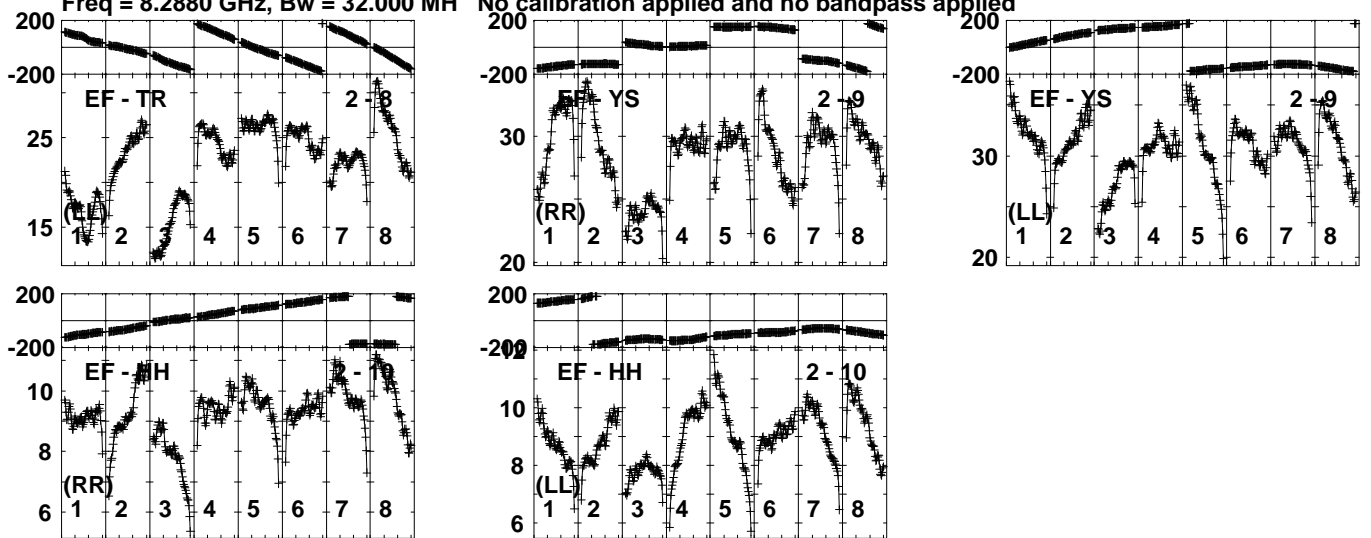 Freq = 8.2880 GHz, Bw = 32.000 MH No calibration applied and no bandpass applied
200
-200
EF - TR 2 - 8
25
15
(LL)
1 2 3 4 5 6 7 8
EF - YS 2 - 9
30
20
(RR)
1 2 3 4 5 6 7 8
200
-200
EF - YS 2 - 9
30
20
(LL)
1 2 3 4 5 6 7 8
200
-200
EF - HH 2 - 10
10
8
6
(RR)
1 2 3 4 5 6 7 8
200
-200
12
EF - HH 2 - 10
10
8
6
(LL)
1 2 3 4 5 6 7 8